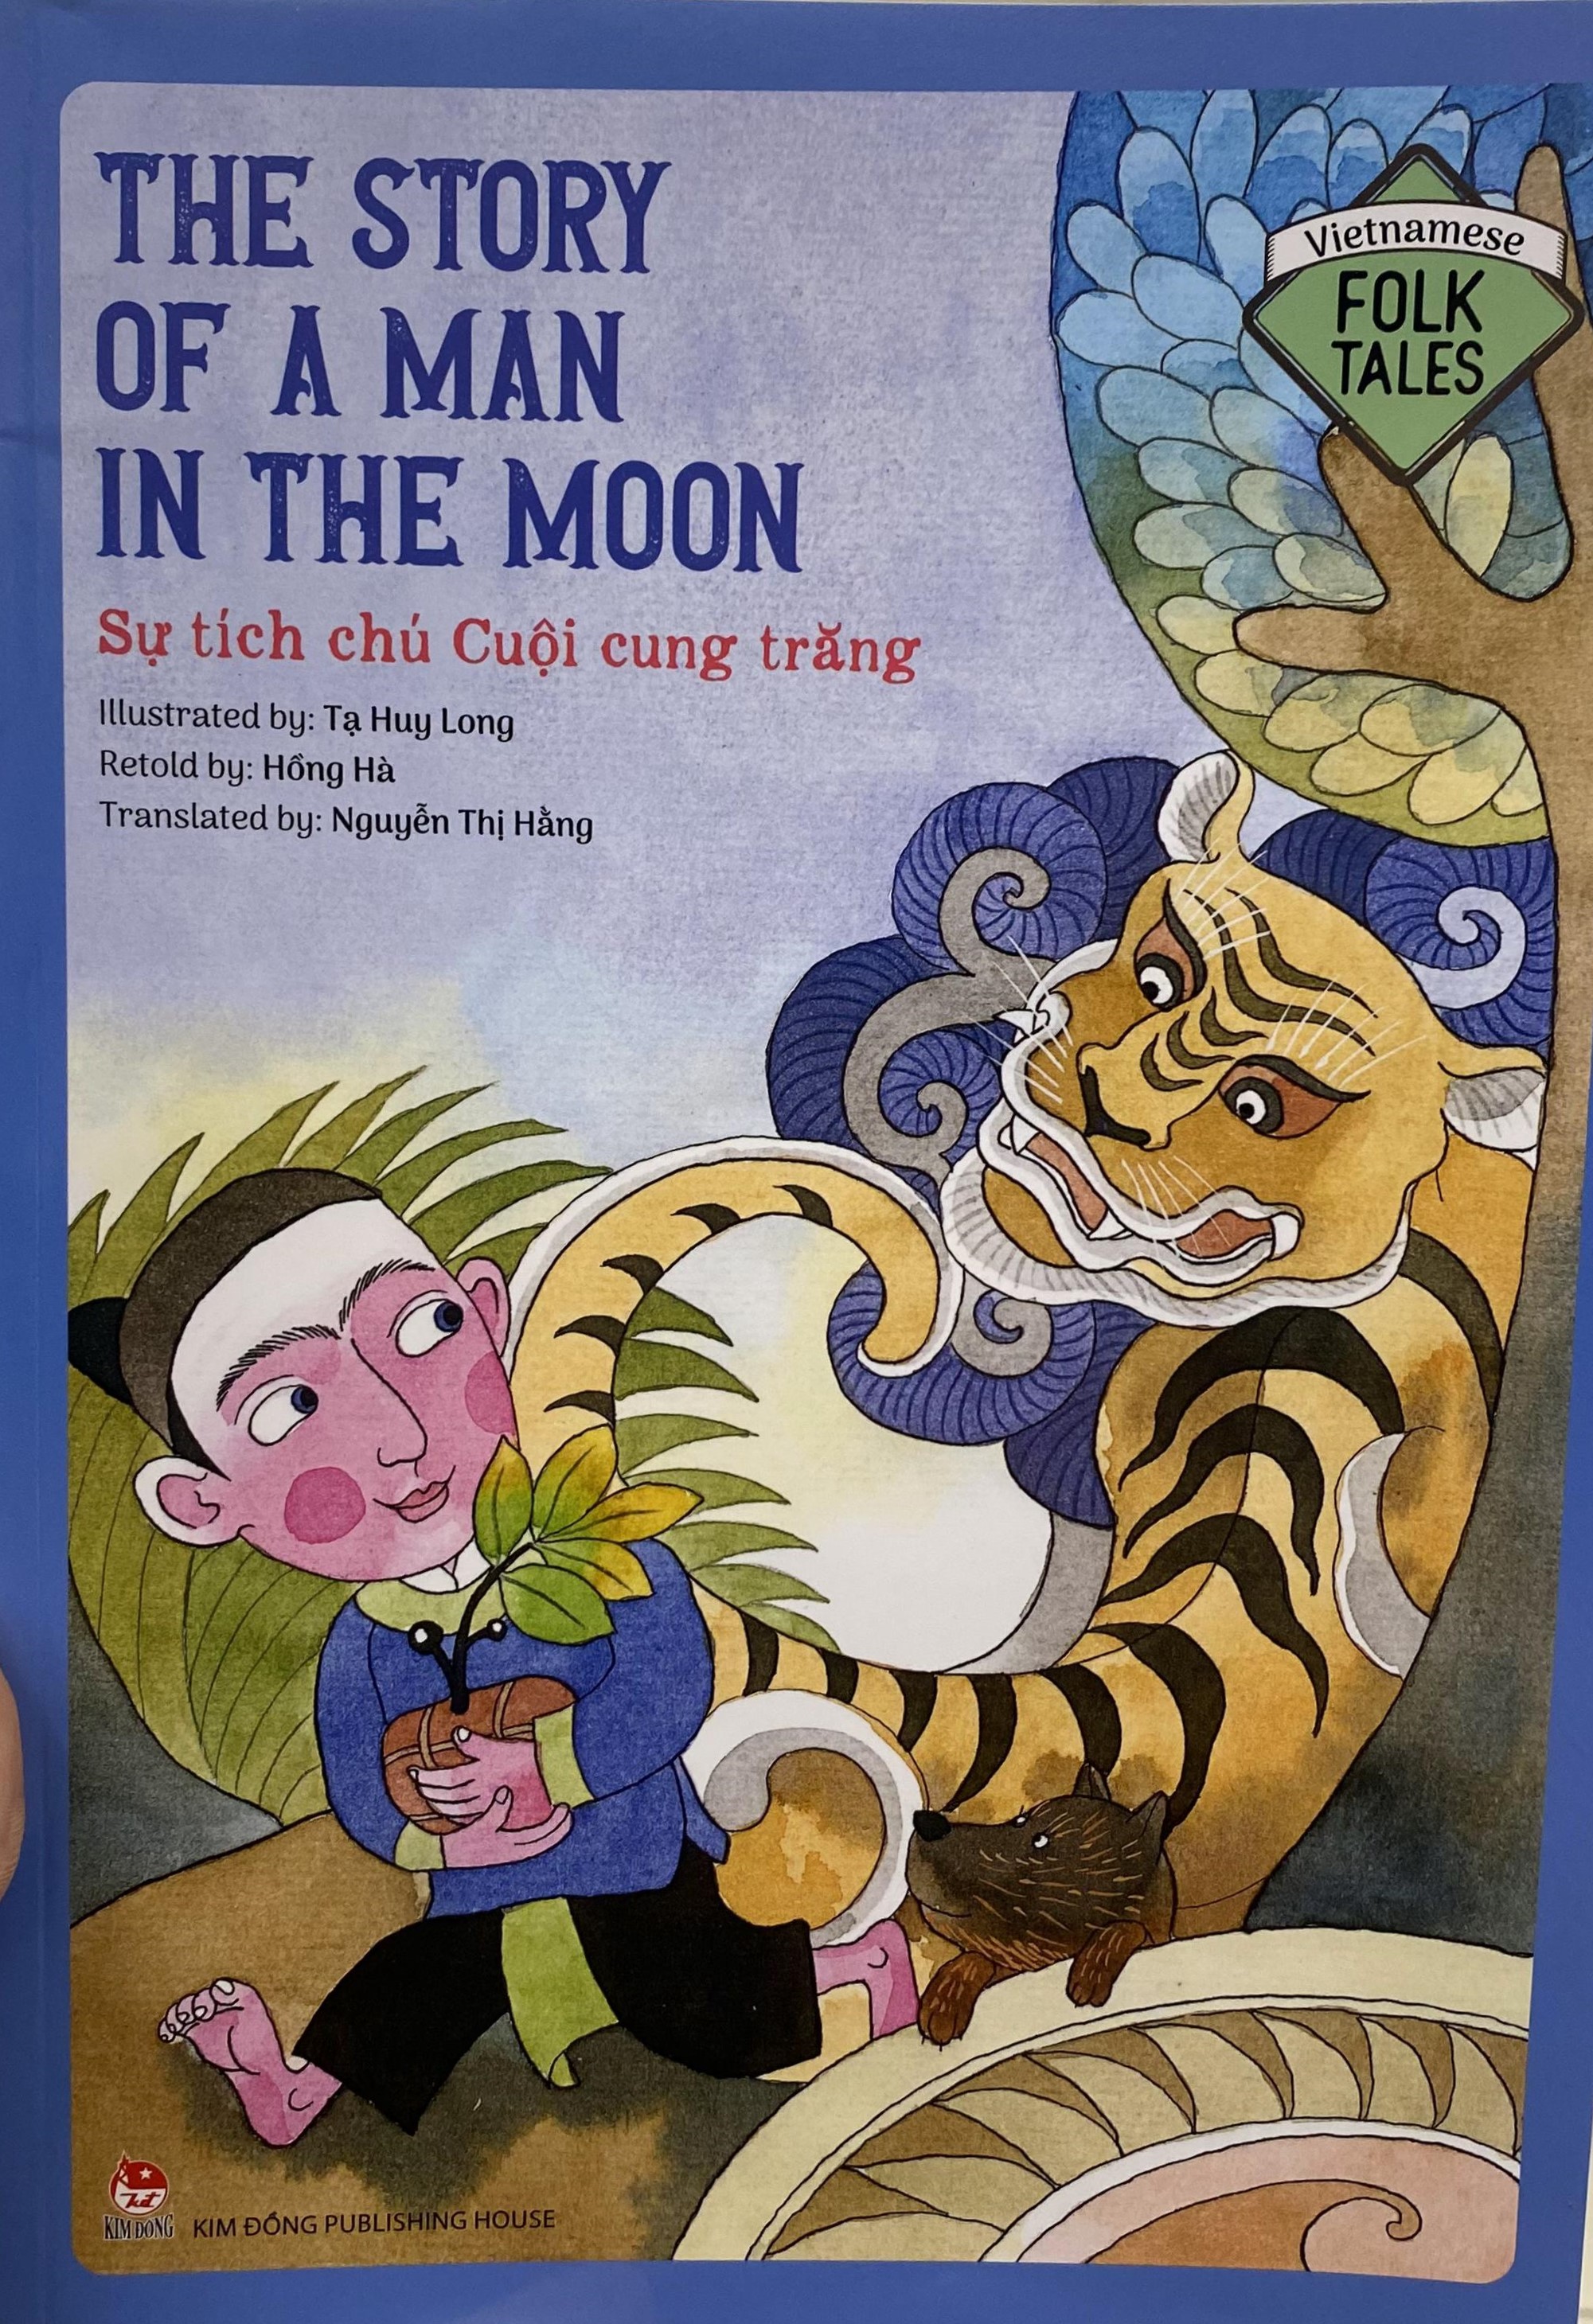 THE STORY
OF A MAN
IN THE MOON
Sự tích chú Cuội cung trăng
Illustrated by: Tạ Huy Long
Retold by: Hồng Hà
Translated by: Nguyễn Thị Hằng
Vietnamese
FOLK
TALES
KIM ĐỒNG
KIM ĐỒNG PUBLISHING HOUSE